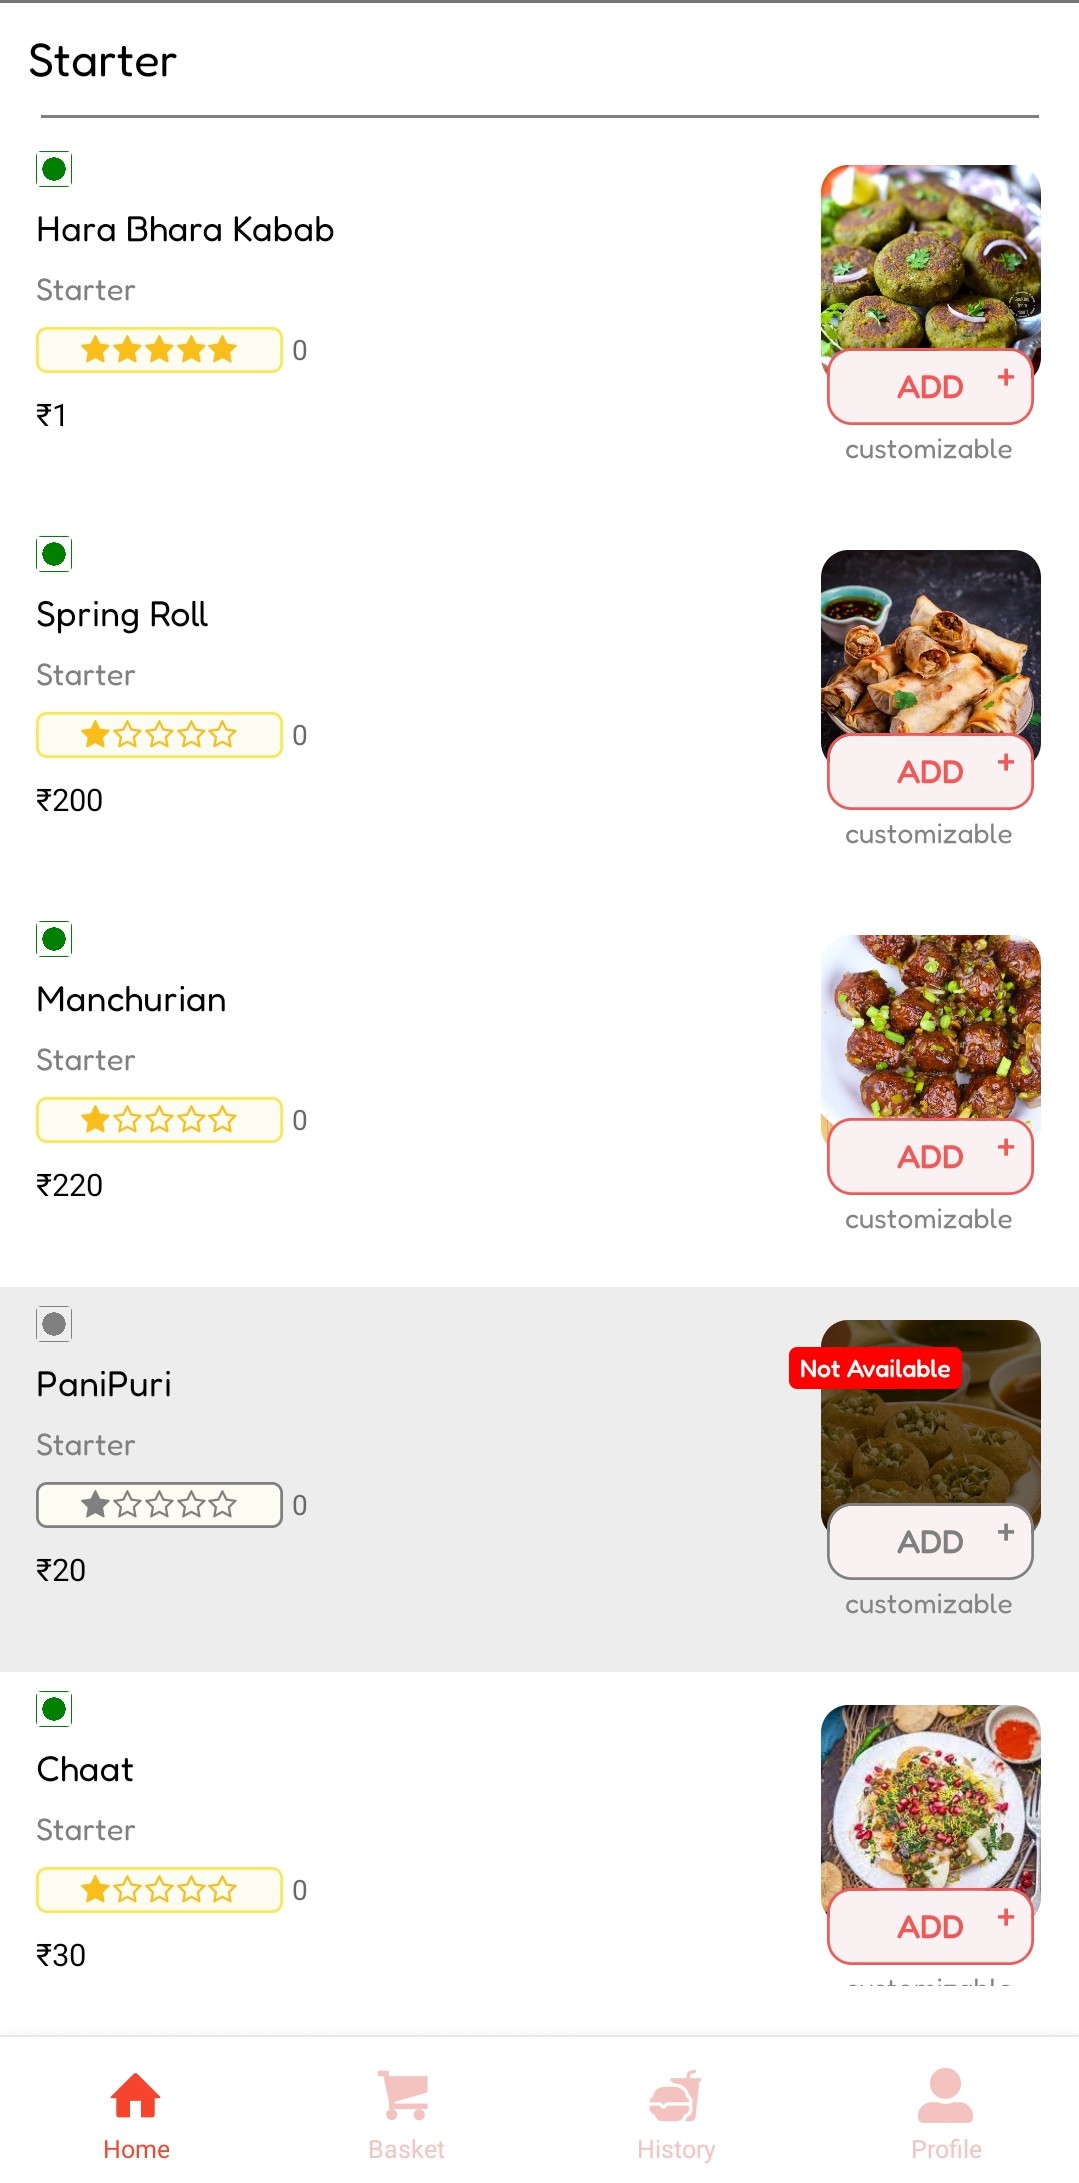 Starter
Hara Bhara Kabab
Starter
0
₹1
ADD +
customizable
Spring Roll
Starter
0
₹200
ADD +
customizable
Manchurian
Starter
0
₹220
ADD +
customizable
PaniPuri
Not Available
Starter
0
₹20
ADD +
customizable
Chaat
Starter
0
₹30
ADD +
customizable
Home
Basket
History
Profile